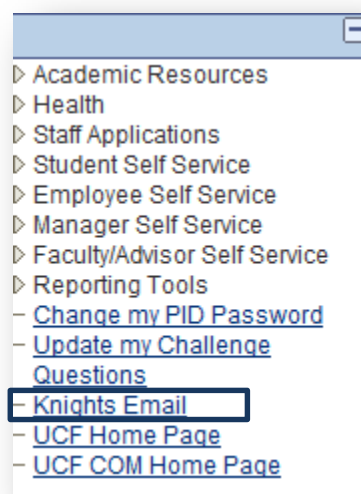 Academic Resources
Health
Staff Applications
Student Self Service
Employee Self Service
Manager Self Service
Faculty/Advisor Self Service
Reporting Tools
Change my PID Password
Update my Challenge
Questions
Knights Email
UCF Home Page
UCF COM Home Page